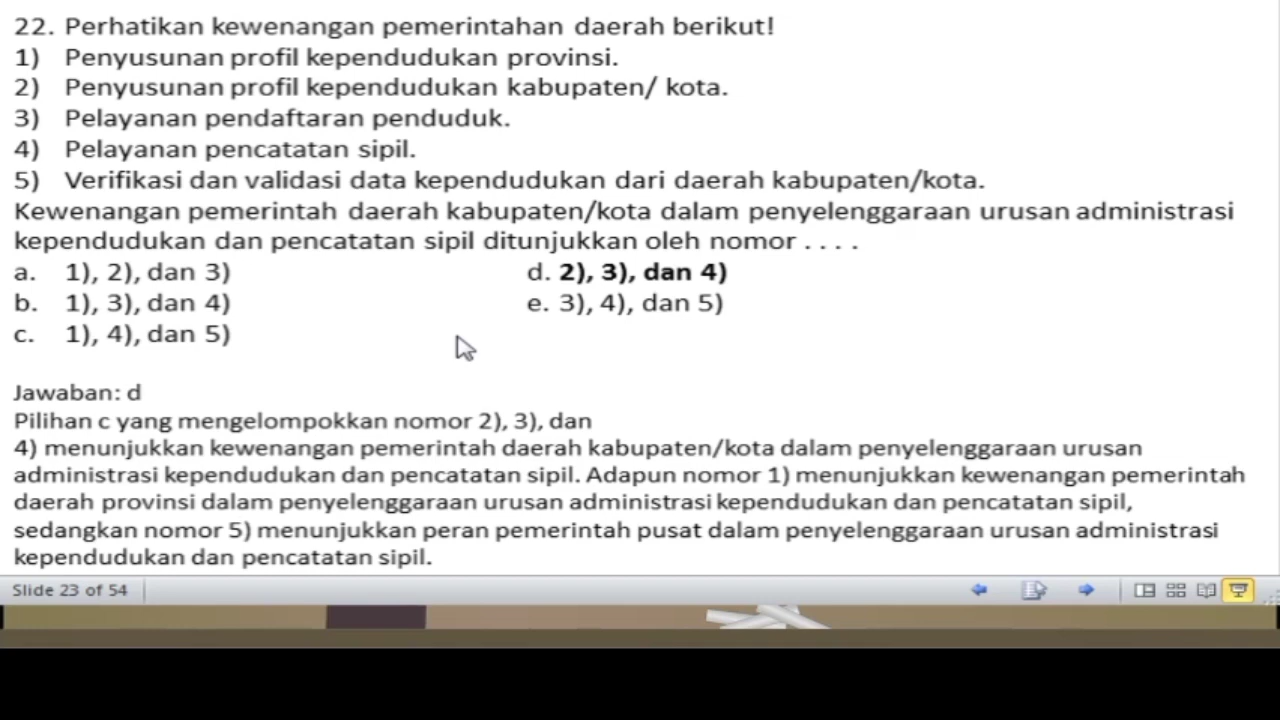 22. Perhatikan kewenangan pemerintahan daerah berikut!
1) Penyusunan profil kependudukan provinsi.
2) Penyusunan profil kependudukan kabupaten/ kota.
3) Pelayanan pendaftaran penduduk.
4) Pelayanan pencatatan sipil.
5) Verifikasi dan validasi data kependudukan dari daerah kabupaten/kota.
Kewenangan pemerintah daerah kabupaten/kota dalam penyelenggaraan urusan administrasi
kependudukan dan pencatatan sipil ditunjukkan oleh nomor . . . .
a. 1), 2), dan 3) d. 2), 3), dan 4)
b. 1), 3), dan 4) e. 3), 4), dan 5)
c. 1), 4), dan 5)
Jawaban: d
Pilihan c yang mengelompokkan nomor 2), 3), dan
4) menunjukkan kewenangan pemerintah daerah kabupaten/kota dalam penyelenggaraan urusan
administrasi kependudukan dan pencatatan sipil. Adapun nomor 1) menunjukkan kewenangan pemerintah
daerah provinsi dalam penyelenggaraan urusan administrasi kependudukan dan pencatatan sipil,
sedangkan nomor 5) menunjukkan peran pemerintah pusat dalam penyelenggaraan urusan administrasi
kependudukan dan pencatatan sipil.
Slide 23 of 54